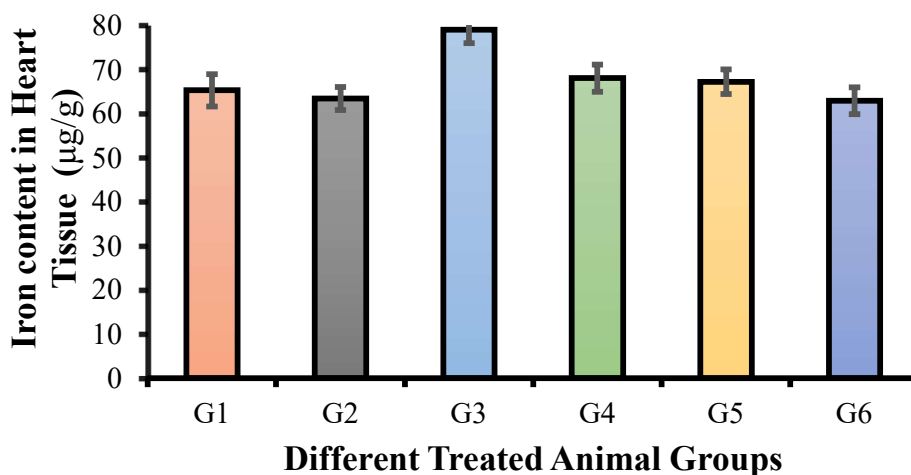 Iron content in Heart
Tissue (µg/g)
80
70
60
50
40
30
20
10
0
G1 G2 G3 G4 G5 G6
Different Treated Animal Groups